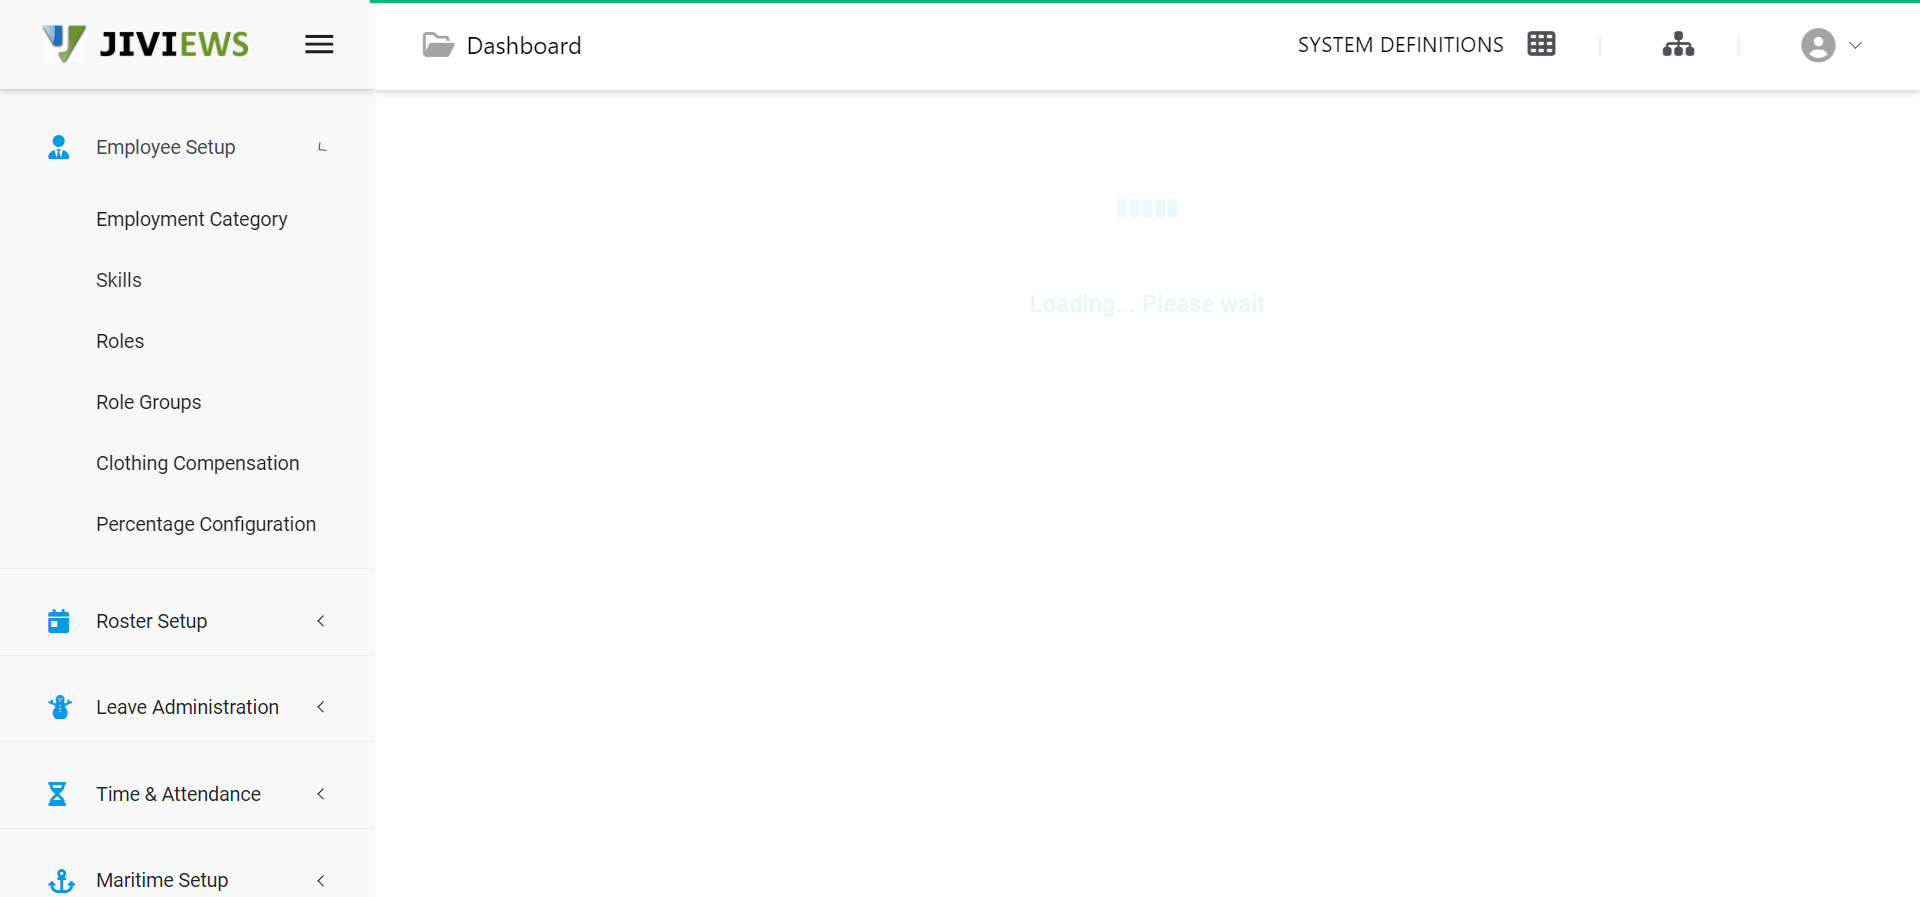 JIVIEWS
Dashboard
SYSTEM DEFINITIONS
Employee Setup
Employment Category
Skills
Roles
Role Groups
Clothing Compensation
Percentage Configuration
Roster Setup
Leave Administration
Time & Attendance
Maritime Setup
Loading... Please wait